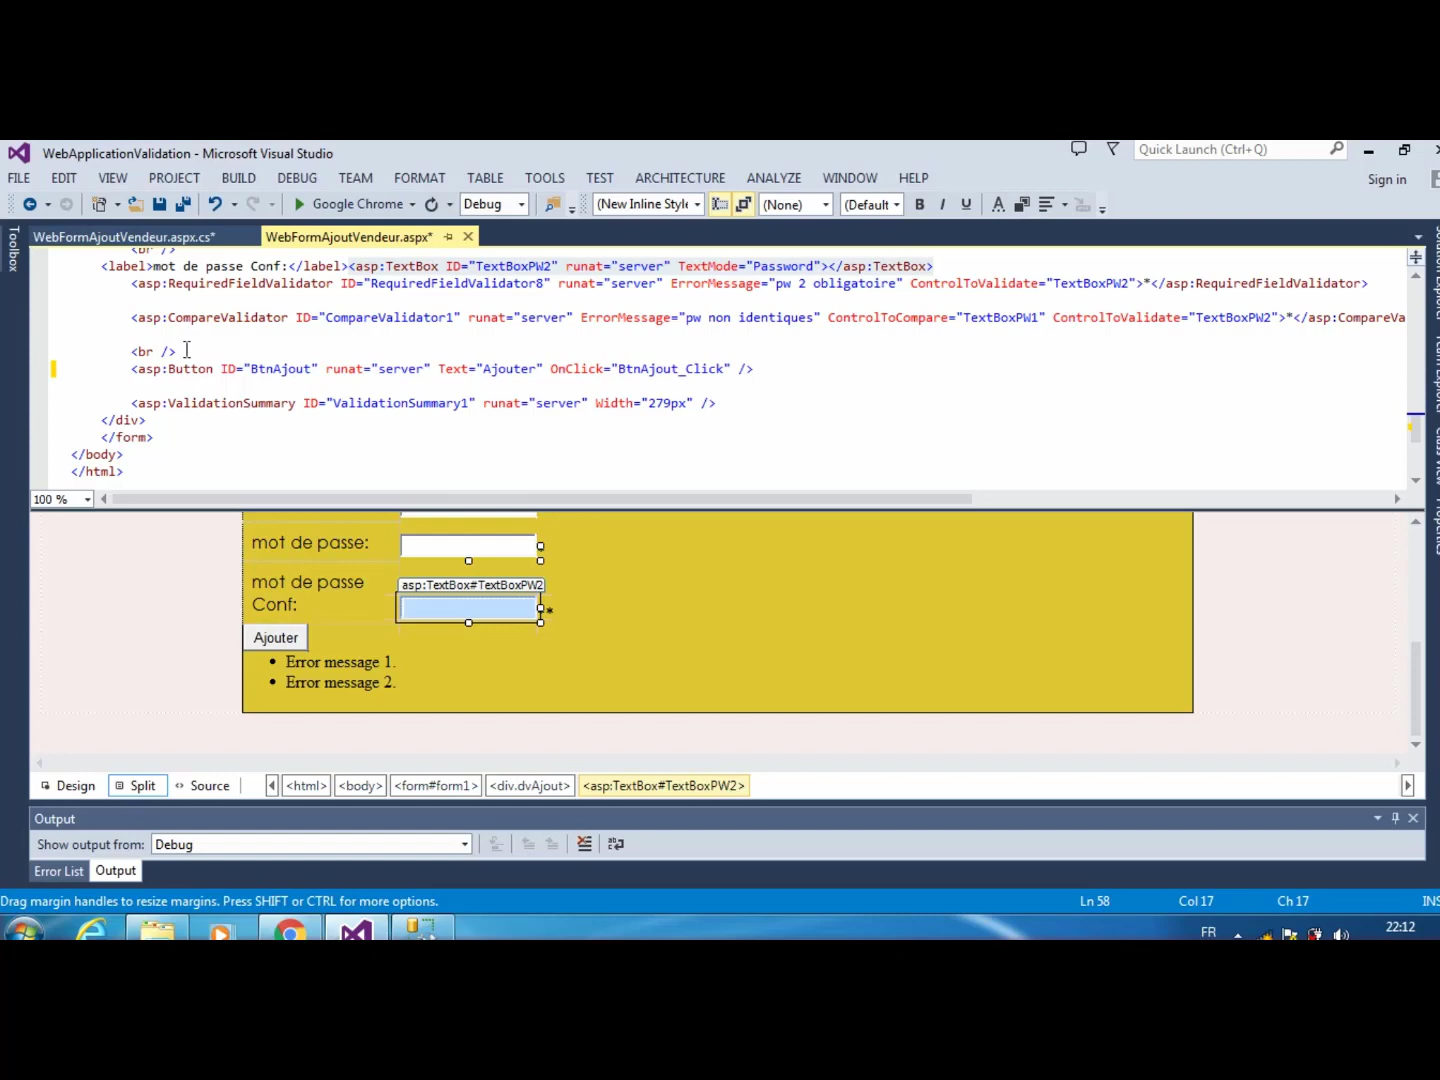 WebApplicationValidation - Microsoft Visual Studio
Quick Launch (Ctrl+Q)
FILE EDIT VIEW PROJECT BUILD DEBUG TEAM FORMAT TABLE TOOLS TEST ARCHITECTURE ANALYZE WINDOW HELP
Sign in
Google Chrome Debug (New Inline Style (None) (Default B I U A
WebFormAjoutVendeur.aspx.cs* WebFormAjoutVendeur.aspx*
Toolbox
<br />
<label>mot de passe Conf:</label><asp:TextBox ID="TextBoxPW2" runat="server" TextMode="Password"></asp:TextBox>
<asp:RequiredFieldValidator ID="RequiredFieldValidator8" runat="server" ErrorMessage="pw 2 obligatoire" ControlToValidate="TextBoxPW2">*</asp:RequiredFieldValidator>
<asp:CompareValidator ID="CompareValidator1" runat="server" ErrorMessage="pw non identiques" ControlToCompare="TextBoxPW1" ControlToValidate="TextBoxPW2">*</asp:CompareVa
<br />
<asp:Button ID="BtnAjout" runat="server" Text="Ajouter" OnClick="BtnAjout_Click" />
<asp:ValidationSummary ID="ValidationSummary1" runat="server" Width="279px" />
</div>
</form>
</body>
</html>
100 %
mot de passe:
mot de passe
Conf:
asp:TextBox#TextBoxPW2
*
Ajouter
• Error message 1.
• Error message 2.
Design Split Source <html> <body> <form#form1> <div.dvAjout> <asp:TextBox#TextBoxPW2>
Output
Show output from: Debug
Error List Output
Drag margin handles to resize margins. Press SHIFT or CTRL for more options.
Ln 58 Col 17 Ch 17 INS
FR 22:12